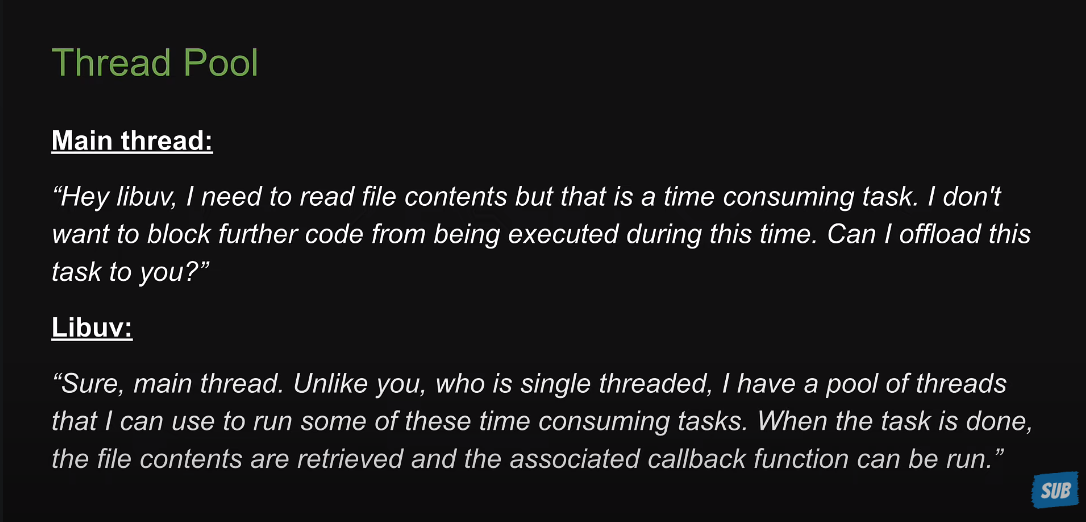 Thread Pool
Main thread:
“Hey libuv, I need to read file contents but that is a time consuming task. I don't
want to block further code from being executed during this time. Can I offload this
task to you?”
Libuv:
“Sure, main thread. Unlike you, who is single threaded, I have a pool of threads
that I can use to run some of these time consuming tasks. When the task is done,
the file contents are retrieved and the associated callback function can be run.”
SUB